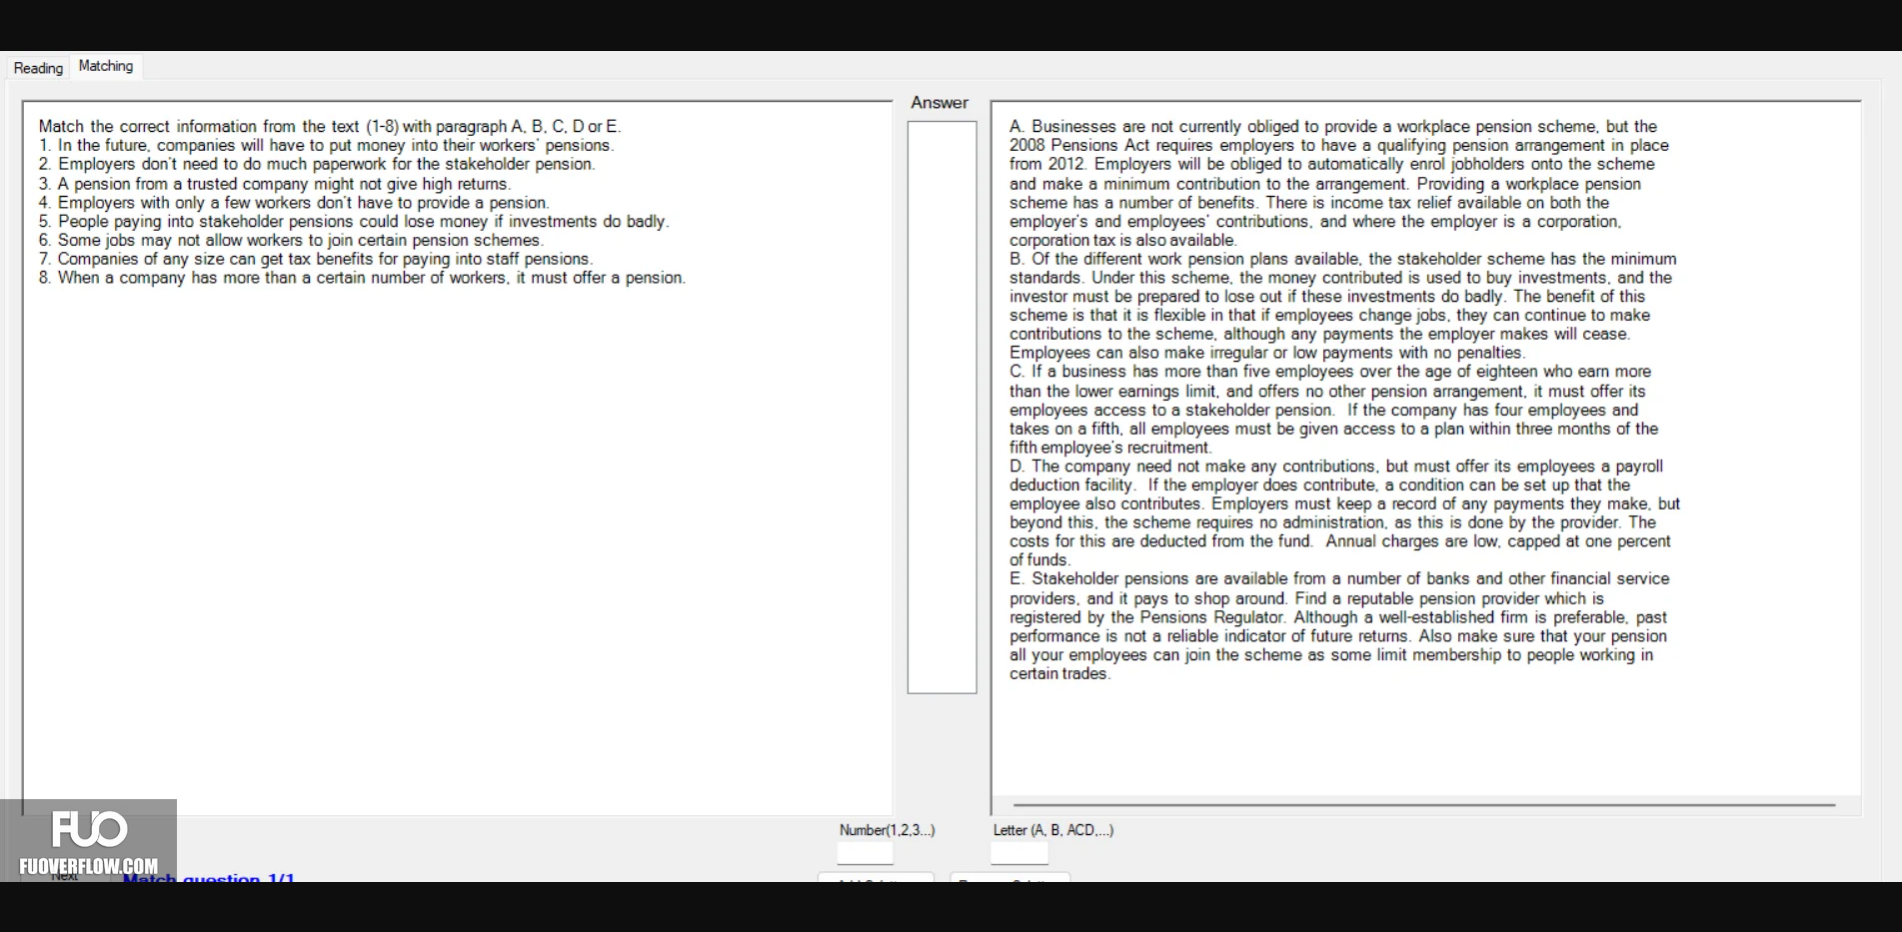 Reading
Matching
Match the correct information from the text (1-8) with paragraph A, B, C, D or E.
1. In the future, companies will have to put money into their workers' pensions.
2. Employers don't need to do much paperwork for the stakeholder pension.
3. A pension from a trusted company might not give high returns.
4. Employers with only a few workers don't have to provide a pension.
5. People paying into stakeholder pensions could lose money if investments do badly.
6. Some jobs may not allow workers to join certain pension schemes.
7. Companies of any size can get tax benefits for paying into staff pensions.
8. When a company has more than a certain number of workers, it must offer a pension.
Answer
A. Businesses are not currently obliged to provide a workplace pension scheme, but the
2008 Pensions Act requires employers to have a qualifying pension arrangement in place
from 2012. Employers will be obliged to automatically enrol jobholders onto the scheme
and make a minimum contribution to the arrangement. Providing a workplace pension
scheme has a number of benefits. There is income tax relief available on both the
employer's and employees' contributions, and where the employer is a corporation,
corporation tax is also available.
B. Of the different work pension plans available, the stakeholder scheme has the minimum
standards. Under this scheme, the money contributed is used to buy investments, and the
investor must be prepared to lose out if these investments do badly. The benefit of this
scheme is that it is flexible in that if employees change jobs, they can continue to make
contributions to the scheme, although any payments the employer makes will cease.
Employees can also make irregular or low payments with no penalties.
C. If a business has more than five employees over the age of eighteen who earn more
than the lower earnings limit, and offers no other pension arrangement, it must offer its
employees access to a stakeholder pension.  If the company has four employees and
takes on a fifth, all employees must be given access to a plan within three months of the
fifth employee's recruitment.
D. The company need not make any contributions, but must offer its employees a payroll
deduction facility.  If the employer does contribute, a condition can be set up that the
employee also contributes. Employers must keep a record of any payments they make, but
beyond this, the scheme requires no administration, as this is done by the provider. The
costs for this are deducted from the fund.  Annual charges are low, capped at one percent
of funds.
E. Stakeholder pensions are available from a number of banks and other financial service
providers, and it pays to shop around. Find a reputable pension provider which is
registered by the Pensions Regulator. Although a well-established firm is preferable, past
performance is not a reliable indicator of future returns. Also make sure that your pension
all your employees can join the scheme as some limit membership to people working in
certain trades.
Number(1,2,3...)
Letter (A, B, ACD,...)
FUO
FUOVERFLOW.COM
Next
Match question 1/1